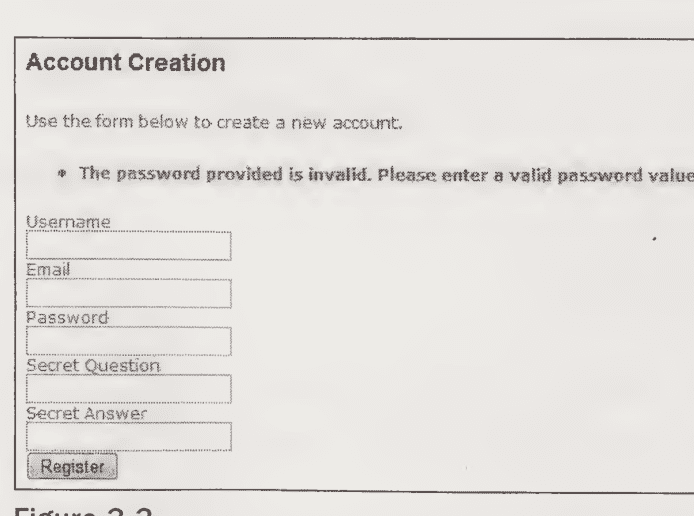 Account Creation
Use the form below to create a new account.
• The password provided is invalid. Please enter a valid password value
Username
Email
Password
Secret Question
Secret Answer
Register